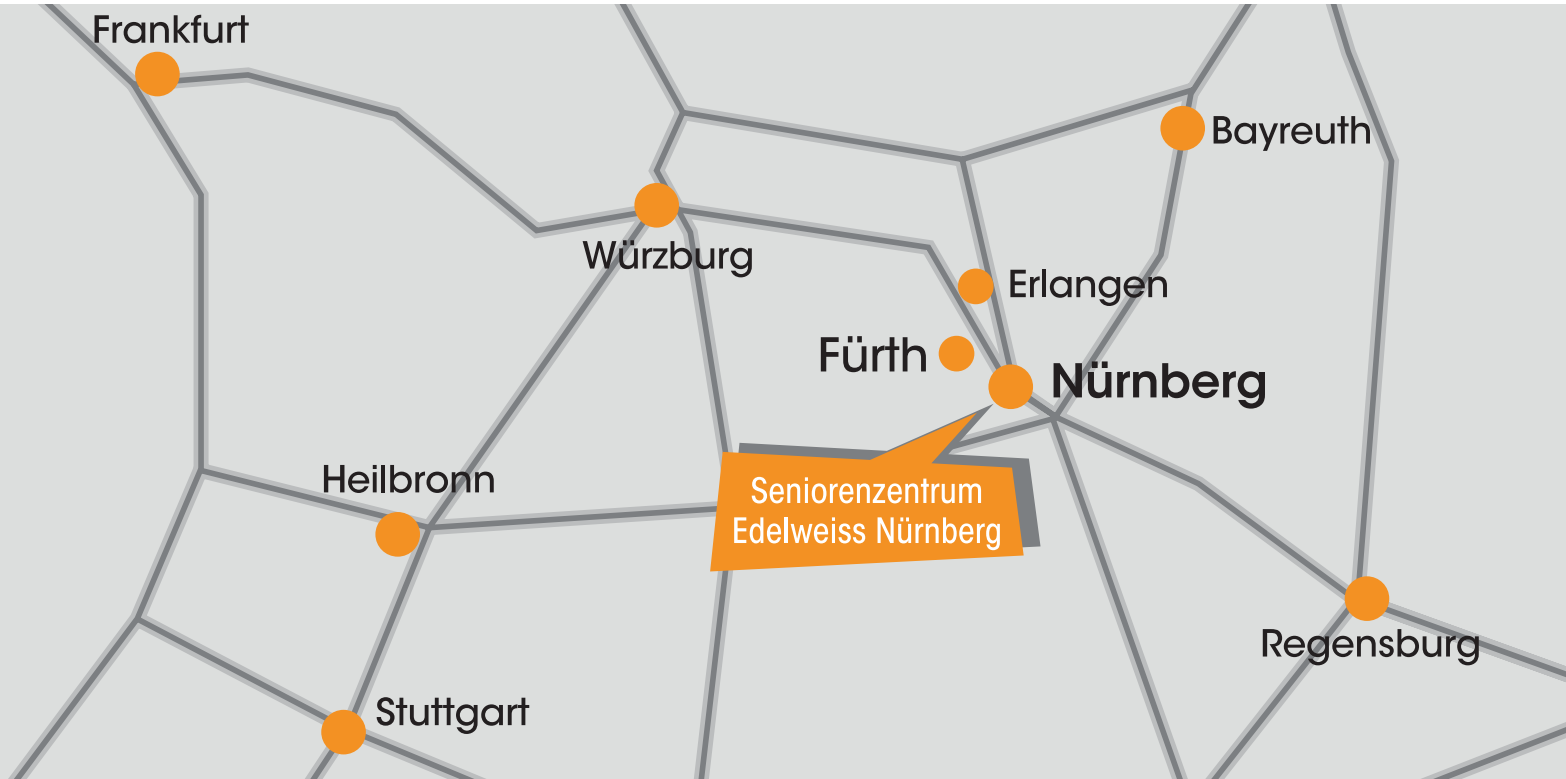 Frankfurt
Bayreuth
Würzburg
Erlangen
Fürth
Nürnberg
Heilbronn
Seniorenzentrum
Edelweiss Nürnberg
Regensburg
Stuttgart